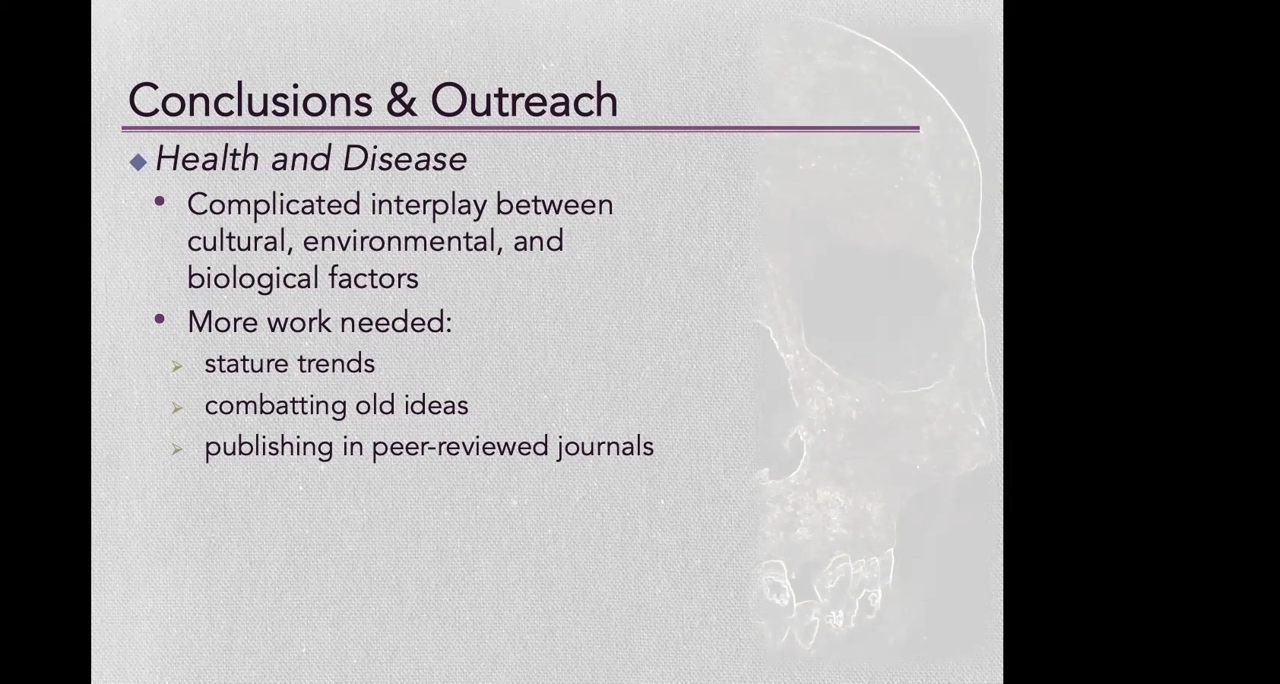 Conclusions & Outreach
Health and Disease
Complicated interplay between
cultural, environmental, and
biological factors
More work needed:
stature trends
combatting old ideas
publishing in peer-reviewed journals